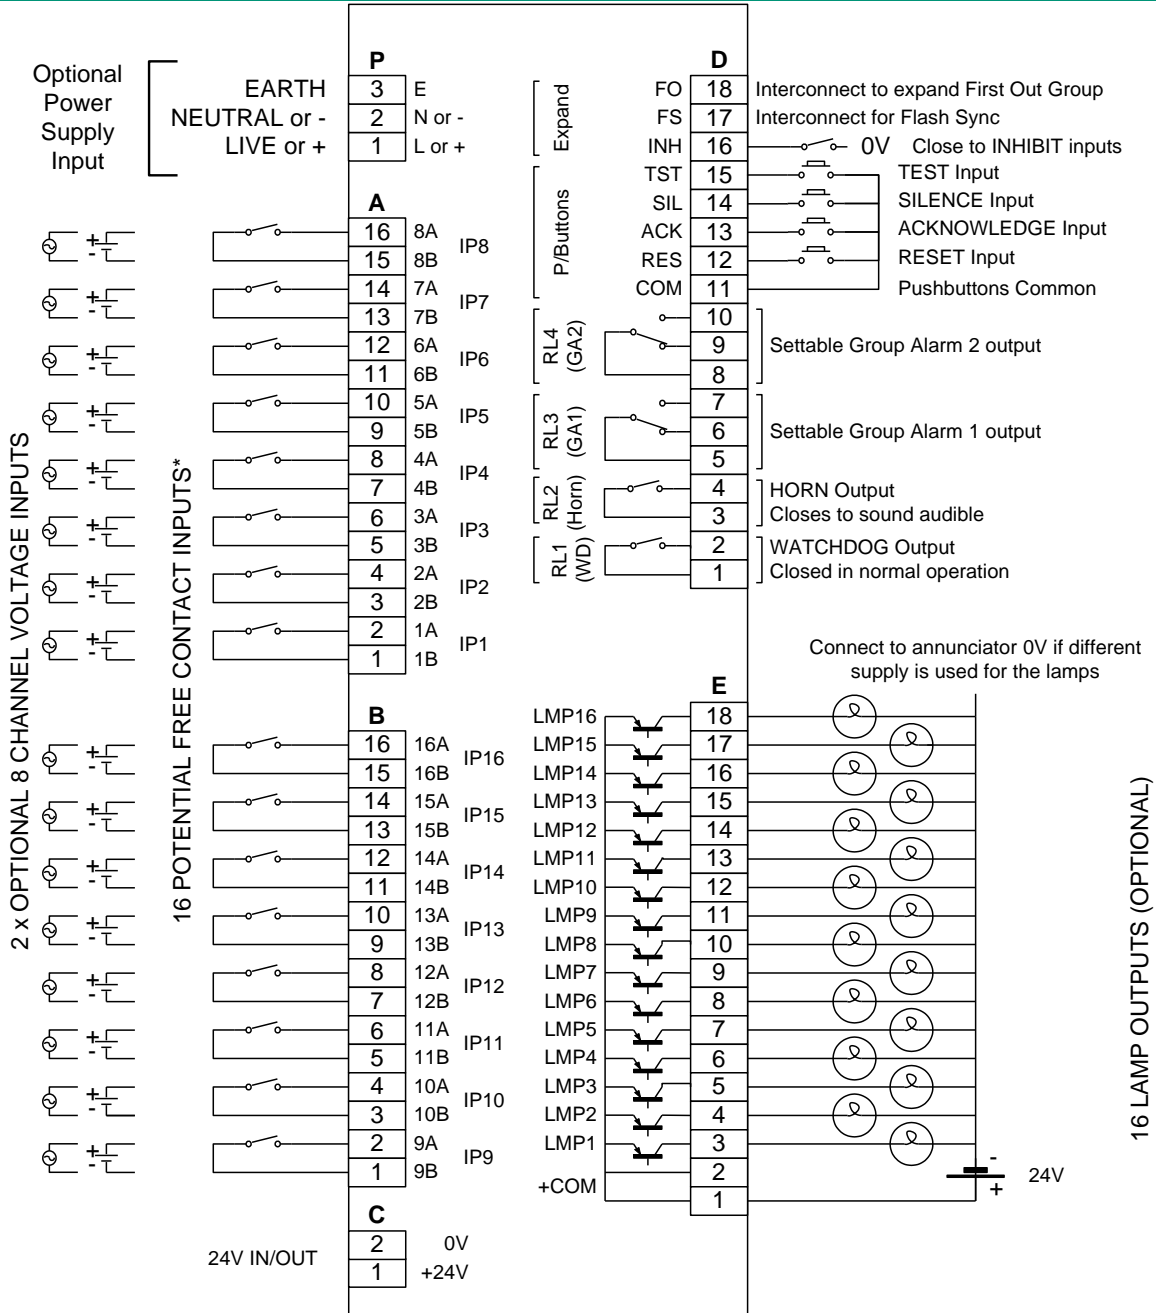 P
Optional
Power
Supply
Input
EARTH 3 E
NEUTRAL or - 2 N or -
LIVE or + 1 L or +
A
16 8A
15 8B
IP8
14 7A
13 7B
IP7
12 6A
11 6B
IP6
10 5A
9 5B
IP5
8 4A
7 4B
IP4
6 3A
5 3B
IP3
4 2A
3 2B
IP2
2 1A
1 1B
IP1
+ - + - + - + - + - + - + - + -
2 x OPTIONAL 8 CHANNEL VOLTAGE INPUTS
16 POTENTIAL FREE CONTACT INPUTS*
B
16 16A
15 16B
IP16
14 15A
13 15B
IP15
12 14A
11 14B
IP14
10 13A
9 13B
IP13
8 12A
7 12B
IP12
6 11A
5 11B
IP11
4 10A
3 10B
IP10
2 9A
1 9B
IP9
+ - + - + - + - + - + - + - + -
C
24V IN/OUT
2 0V
1 +24V
D
Expand
FO 18 Interconnect to expand First Out Group
FS 17 Interconnect for Flash Sync
INH 16 0V Close to INHIBIT inputs
P/Buttons
TST 15 TEST Input
SIL 14 SILENCE Input
ACK 13 ACKNOWLEDGE Input
RES 12 RESET Input
COM 11 Pushbuttons Common
RL4
(GA2)
10
9 Settable Group Alarm 2 output
8
RL3
(GA1)
7
6 Settable Group Alarm 1 output
5
RL2
(Horn)
4 HORN Output
3 Closes to sound audible
RL1
(WD)
2 WATCHDOG Output
1 Closed in normal operation
Connect to annunciator 0V if different
supply is used for the lamps
E
LMP16 18
LMP15 17
LMP14 16
LMP13 15
LMP12 14
LMP11 13
LMP10 12
LMP9 11
LMP8 10
LMP7 9
LMP6 8
LMP5 7
LMP4 6
LMP3 5
LMP2 4
LMP1 3
2
+COM
1
-
24V
+
16 LAMP OUTPUTS (OPTIONAL)